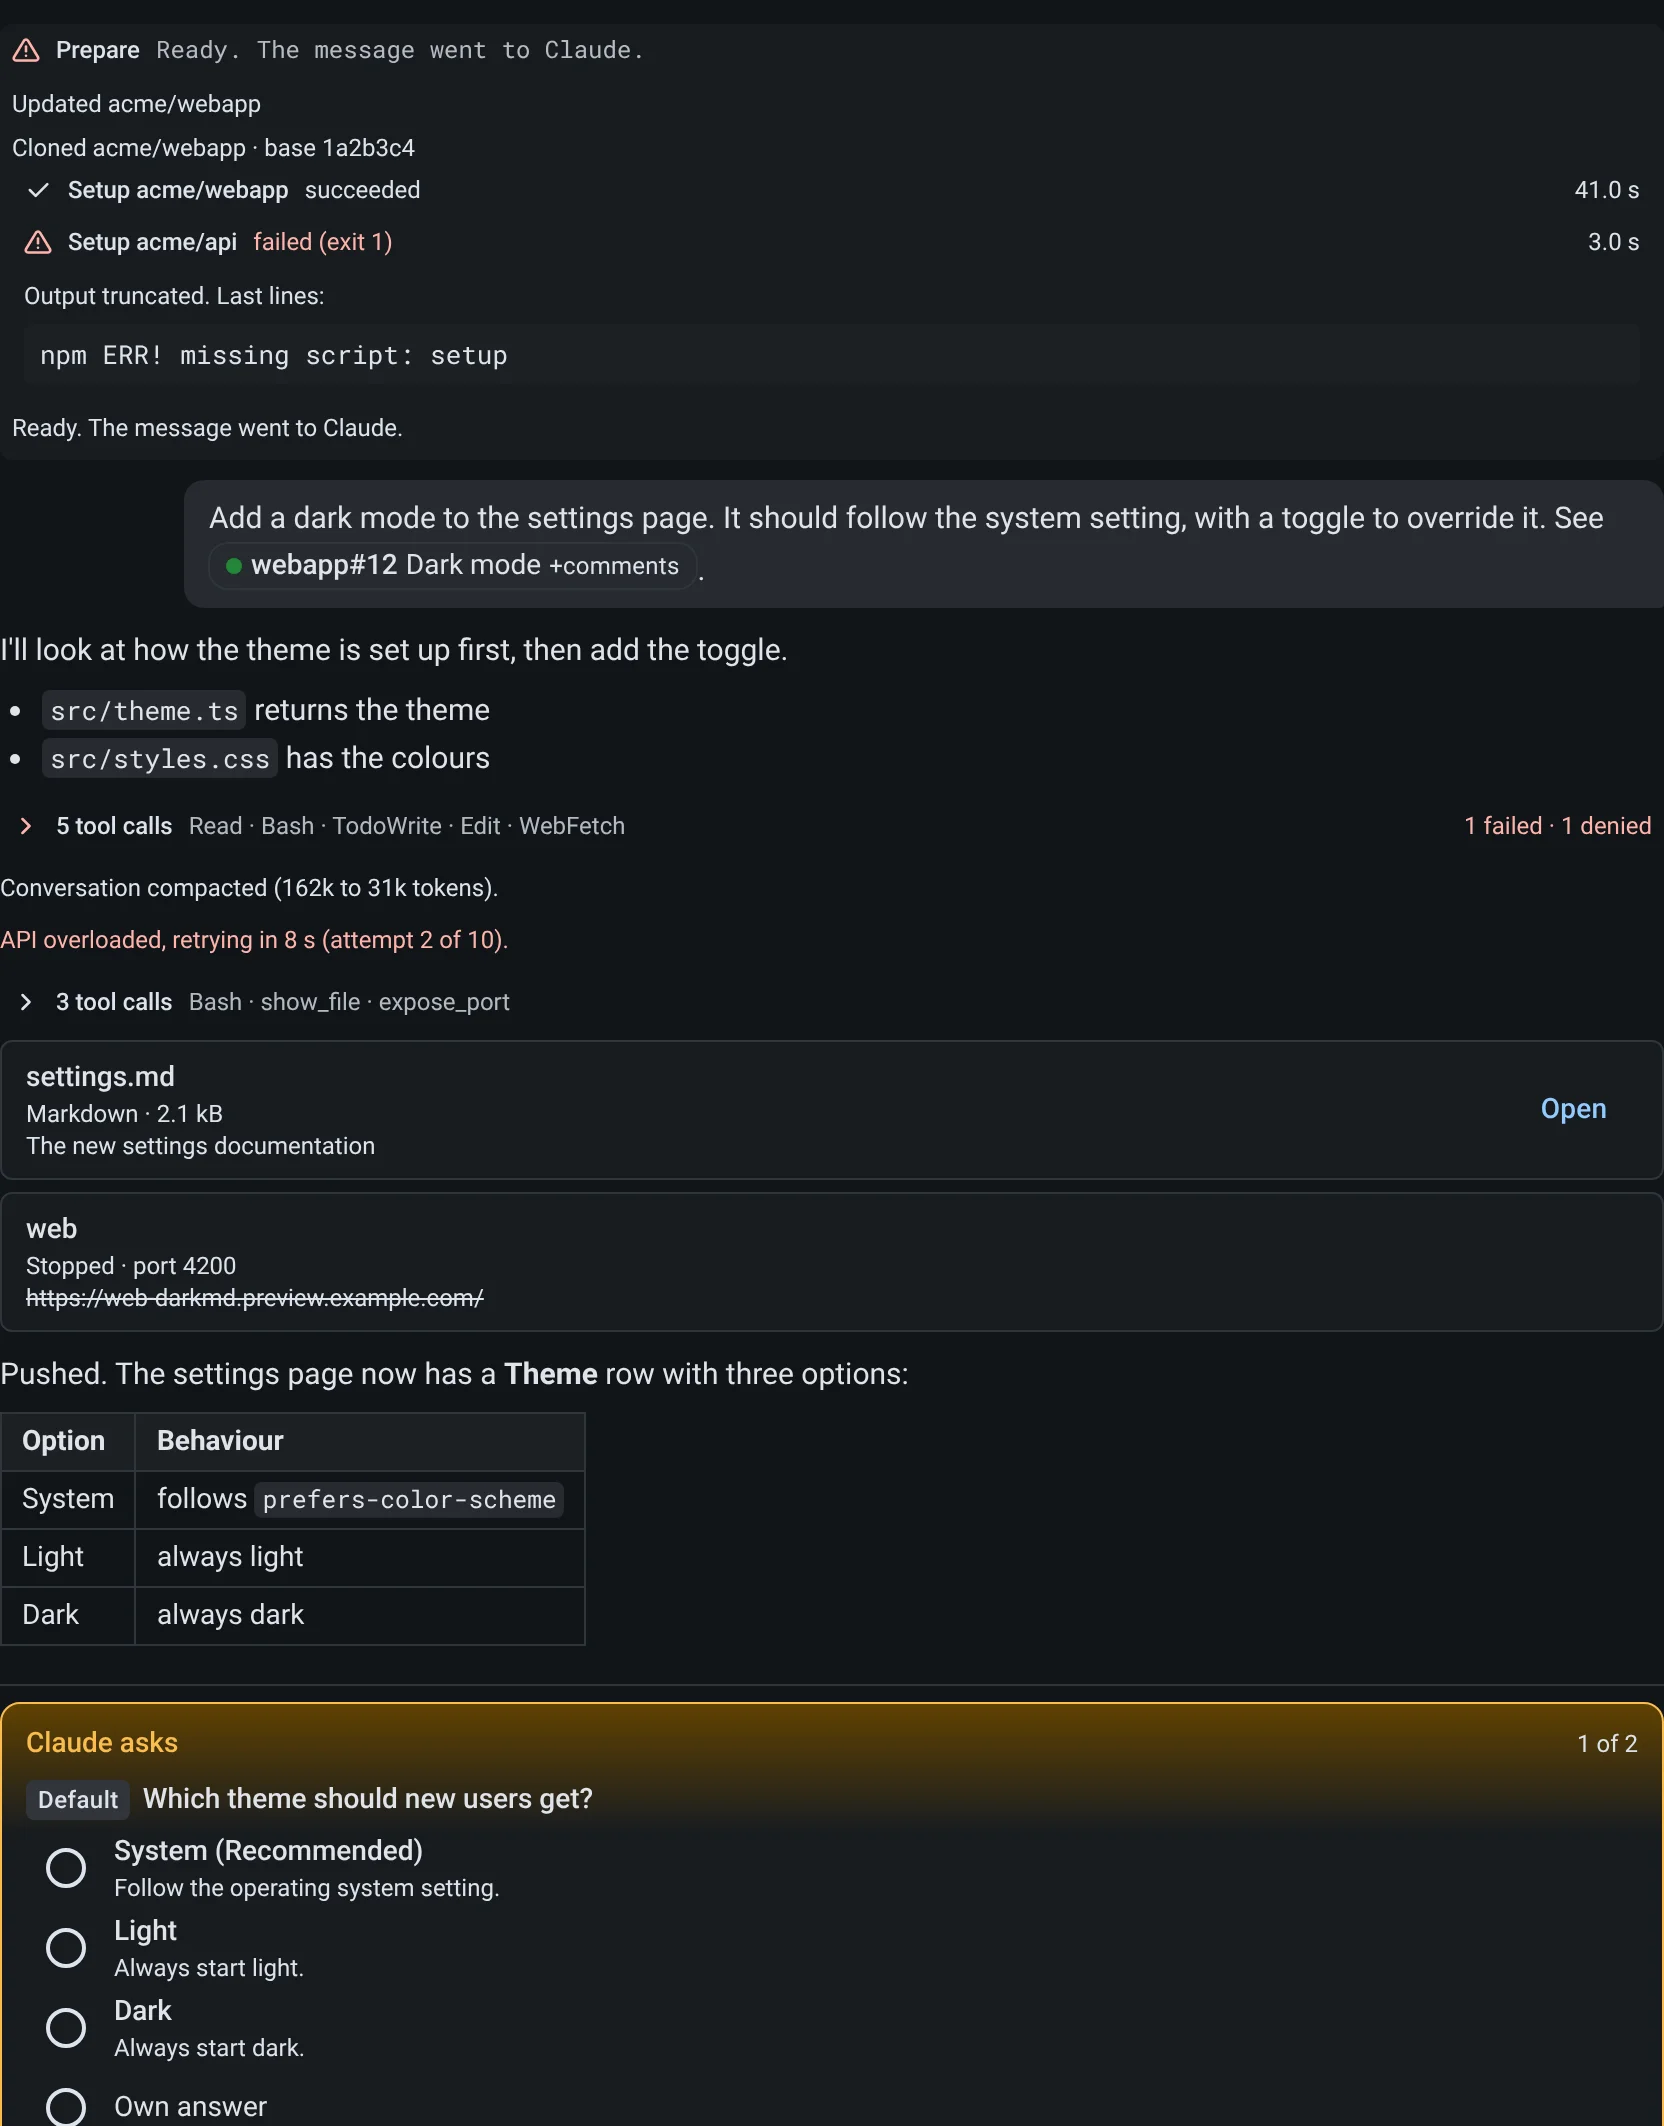 Prepare Ready. The message went to Claude.
Updated acme/webapp
Cloned acme/webapp · base 1a2b3c4
Setup acme/webapp succeeded 41.0 s
Setup acme/api failed (exit 1) 3.0 s
Output truncated. Last lines:
npm ERR! missing script: setup
Ready. The message went to Claude.
Add a dark mode to the settings page. It should follow the system setting, with a toggle to override it. See
webapp#12 Dark mode +comments .
I'll look at how the theme is set up first, then add the toggle.
• src/theme.ts returns the theme
• src/styles.css has the colours
5 tool calls Read · Bash · TodoWrite · Edit · WebFetch 1 failed · 1 denied
Conversation compacted (162k to 31k tokens).
API overloaded, retrying in 8 s (attempt 2 of 10).
3 tool calls Bash · show_file · expose_port
settings.md
Markdown · 2.1 kB
The new settings documentation
Open
web
Stopped · port 4200
https://web-darkmd.preview.example.com/
Pushed. The settings page now has a Theme row with three options:
Option Behaviour
System follows prefers-color-scheme
Light always light
Dark always dark
Claude asks 1 of 2
Default Which theme should new users get?
System (Recommended)
Follow the operating system setting.
Light
Always start light.
Dark
Always start dark.
Own answer